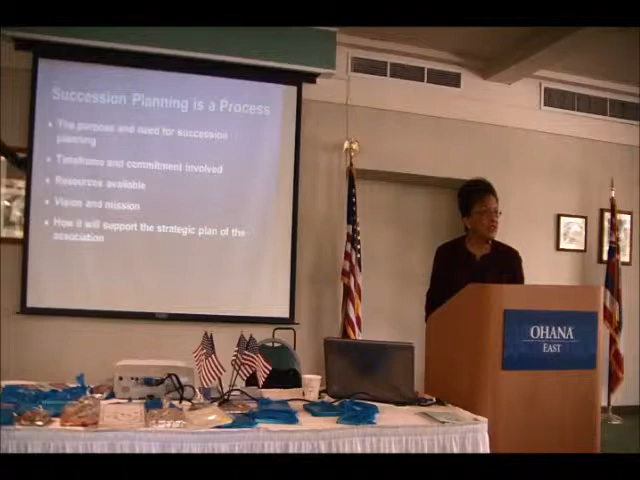 Succession Planning is a Process
• The purpose and need for succession
planning
• Timeframe and commitment involved
• Resources available
• Vision and mission
• How it will support the strategic plan of the
association
OHANA
EAST